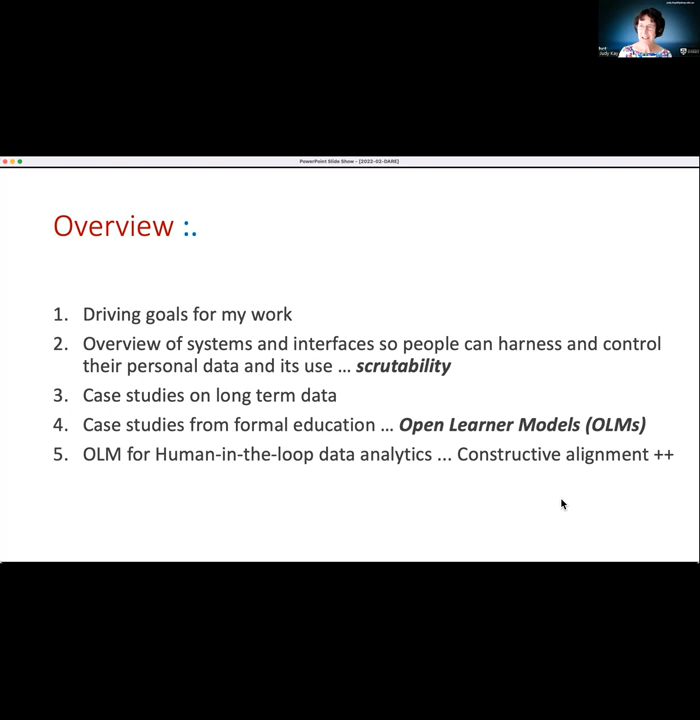 Judy Kay
PowerPoint Slide Show - [2022-02-DARE]
Overview :.
1. Driving goals for my work
2. Overview of systems and interfaces so people can harness and control
their personal data and its use ... scrutability
3. Case studies on long term data
4. Case studies from formal education ... Open Learner Models (OLMs)
5. OLM for Human-in-the-loop data analytics ... Constructive alignment ++